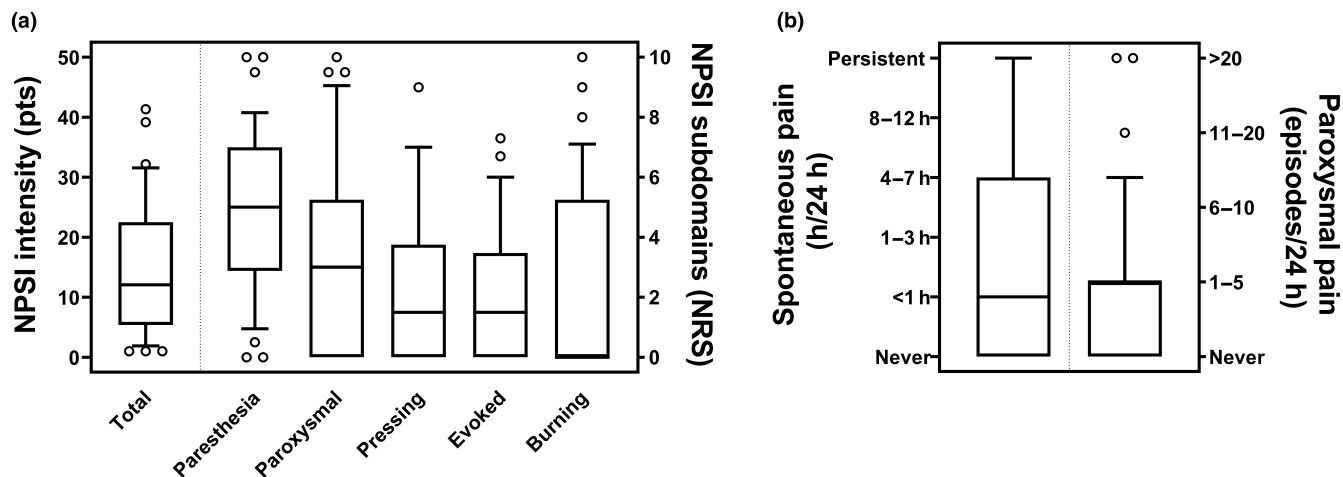 (a)
NPSI intensity (pts)
50
40
30
20
10
0
10
8
6
4
2
0
NPSI subdomains (NRS)
Total
Paresthesia
Paroxysmal
Pressing
Evoked
Burning
(b)
Spontaneous pain
(h/24 h)
Persistent
8–12 h
4–7 h
1–3 h
<1 h
Never
>20
11–20
6–10
1–5
Never
Paroxysmal pain
(episodes/24 h)